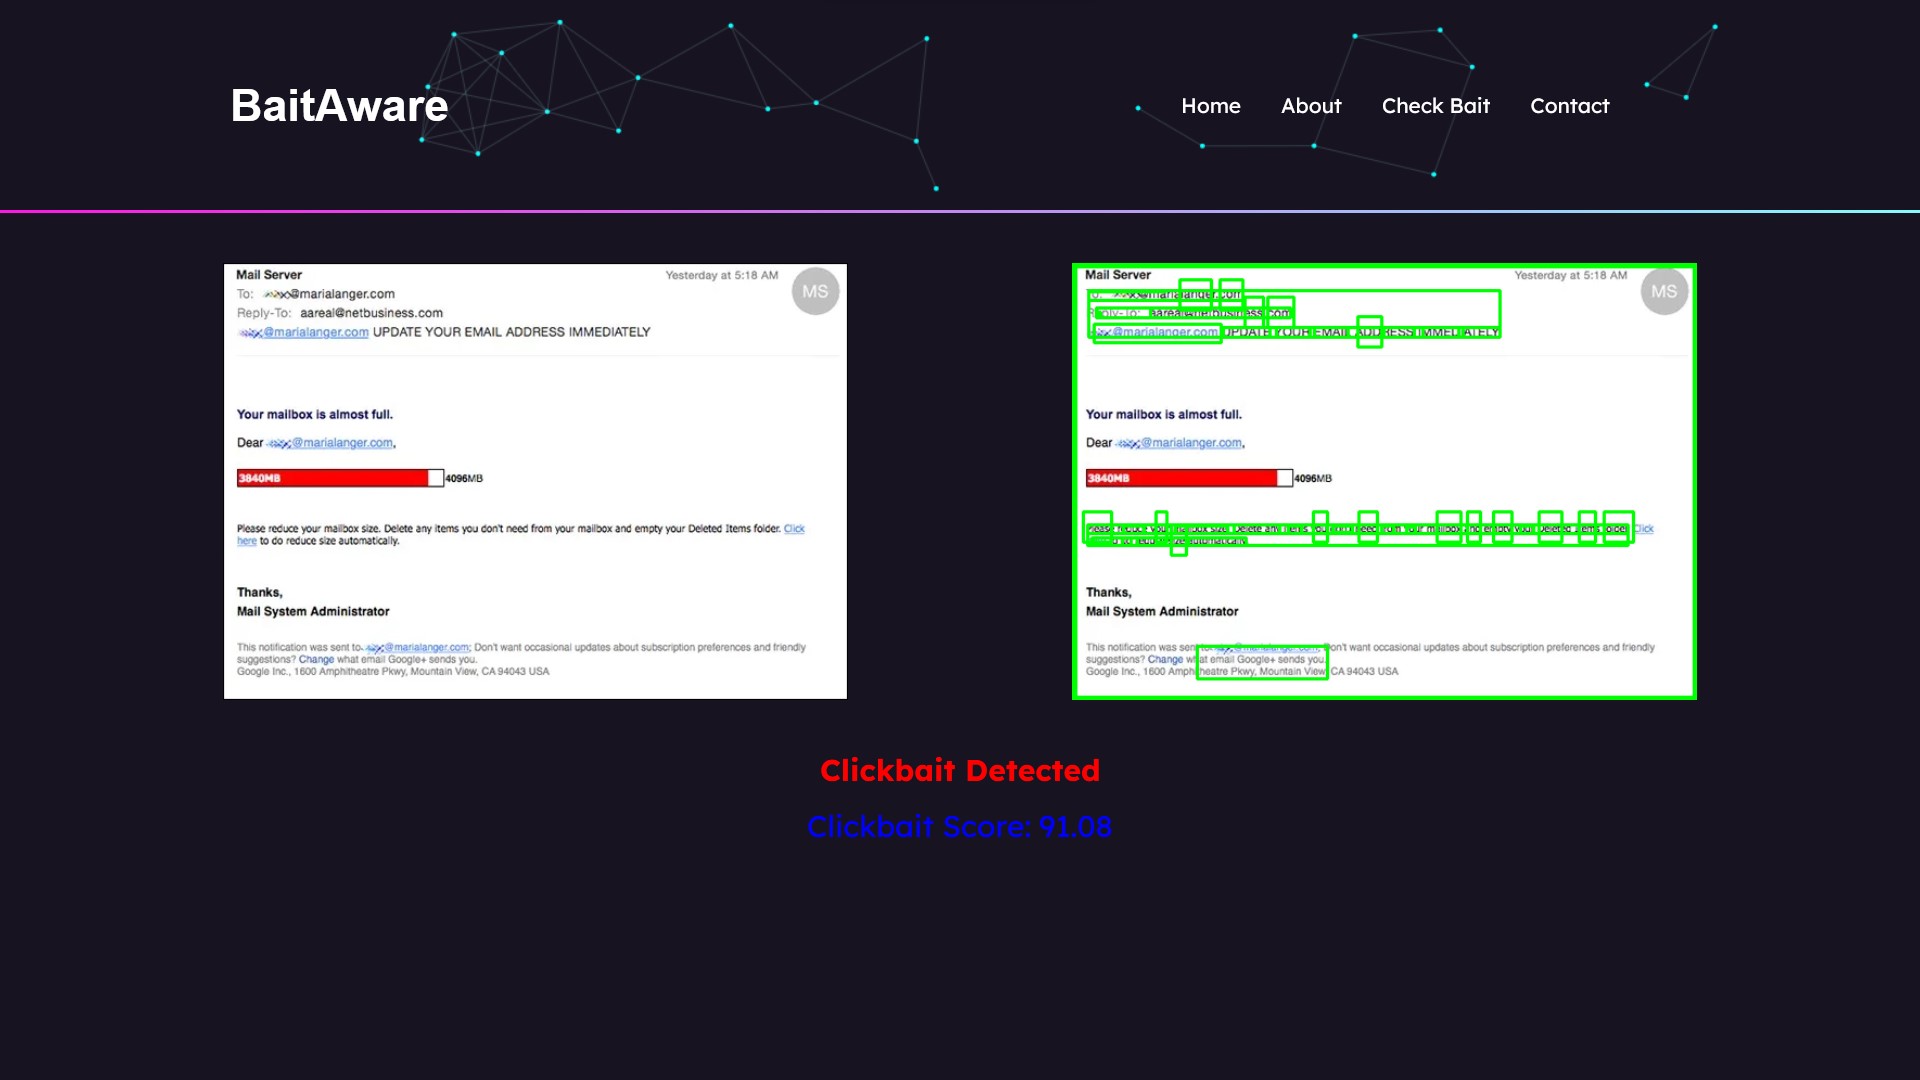 BaitAware
Home About Check Bait Contact
Mail Server Yesterday at 5:18 AM MS
To: @marialanger.com
Reply-To: aareal@netbusiness.com
@marialanger.com UPDATE YOUR EMAIL ADDRESS IMMEDIATELY
Your mailbox is almost full.
Dear @marialanger.com,
3840MB 4096MB
Please reduce your mailbox size. Delete any items you don't need from your mailbox and empty your Deleted Items folder. Click
here to do reduce size automatically.
Thanks,
Mail System Administrator
This notification was sent to @marialanger.com; Don't want occasional updates about subscription preferences and friendly
suggestions? Change what email Google+ sends you.
Google Inc., 1600 Amphitheatre Pkwy, Mountain View, CA 94043 USA
Mail Server Yesterday at 5:18 AM MS
To: @marialanger.com
Reply-To: aareal@netbusiness.com
@marialanger.com UPDATE YOUR EMAIL ADDRESS IMMEDIATELY
Your mailbox is almost full.
Dear @marialanger.com,
3840MB 4096MB
Please reduce your mailbox size. Delete any items you don't need from your mailbox and empty your Deleted Items folder. Click
to do reduce size automatically.
Thanks,
Mail System Administrator
This notification was sent to @marialanger.com; Don't want occasional updates about subscription preferences and friendly
suggestions? Change what email Google+ sends you.
Google Inc., 1600 Amphitheatre Pkwy, Mountain View, CA 94043 USA
Clickbait Detected
Clickbait Score: 91.08